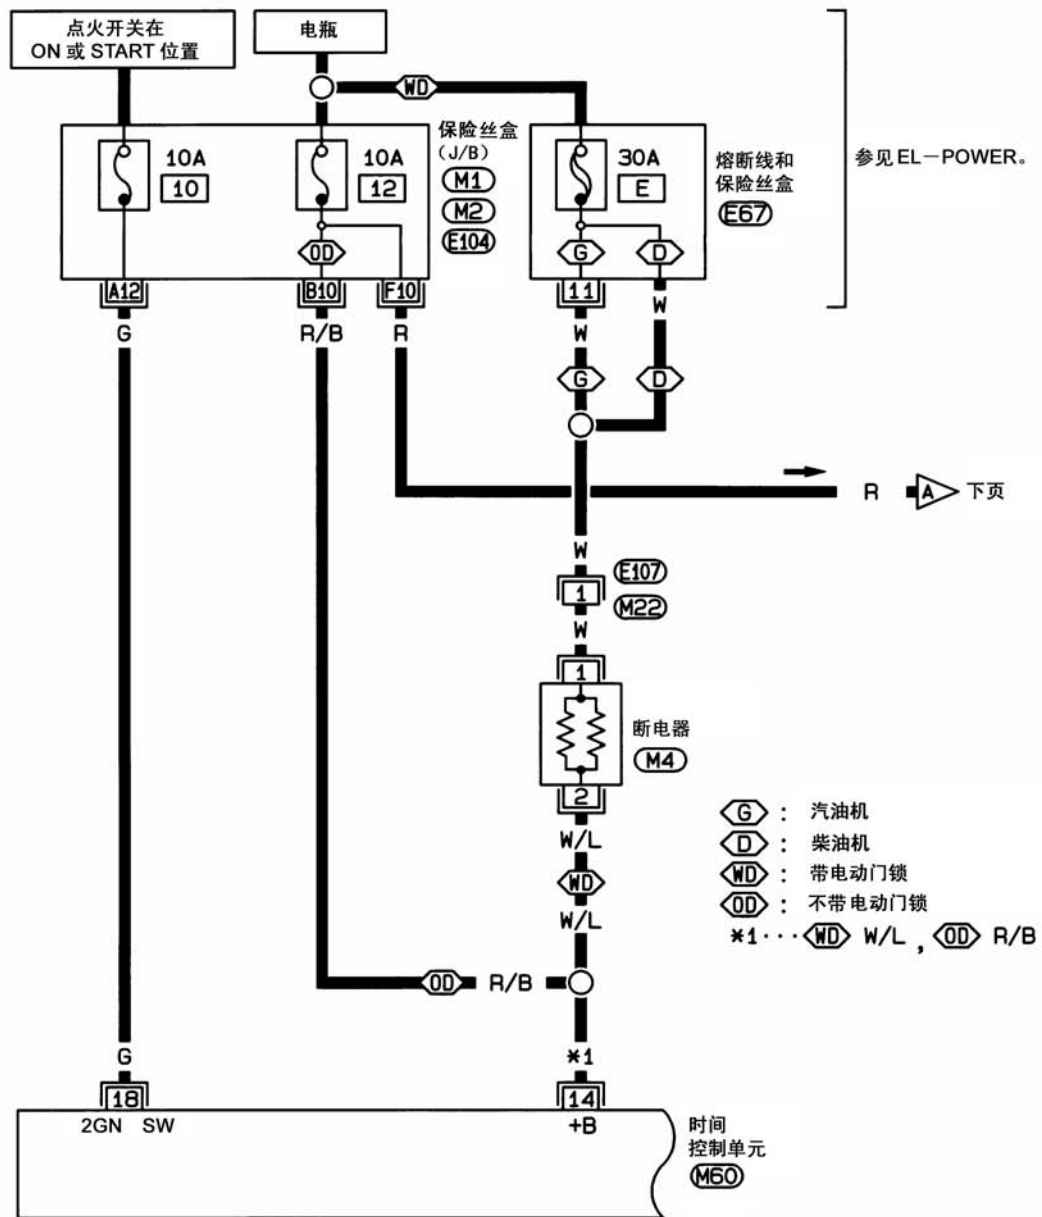 点火开关在
ON 或 START 位置
电瓶
WD
10A
10
10A
12
保险丝盒
(J/B)
M1
M2
E104
30A
E
熔断线和
保险丝盒
E67
参见EL－POWER。
OD
G
D
A12
B10
F10
11
G
R/B
R
W
W
G
D
R
A
下页
W
1
E107
M22
W
1
断电器
M4
2
W/L
WD
W/L
G : 汽油机
D : 柴油机
WD : 带电动门锁
OD : 不带电动门锁
*1··· WD W/L , OD R/B
OD
R/B
G
*1
18
14
2GN SW
+B
时间
控制单元
M60